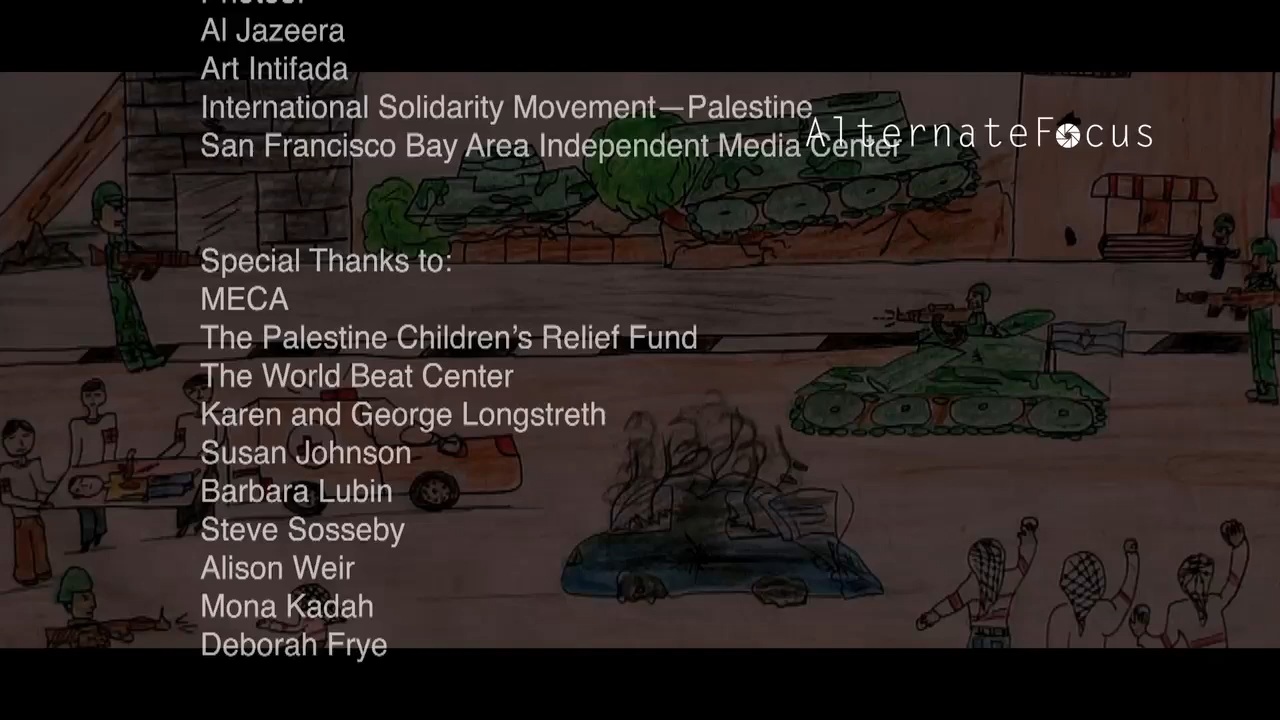 Al Jazeera
Art Intifada
International Solidarity Movement—Palestine
San Francisco Bay Area Independent Media Center
AlternateFocus
Special Thanks to:
MECA
The Palestine Children's Relief Fund
The World Beat Center
Karen and George Longstreth
Susan Johnson
Barbara Lubin
Steve Sosseby
Alison Weir
Mona Kadah
Deborah Frye